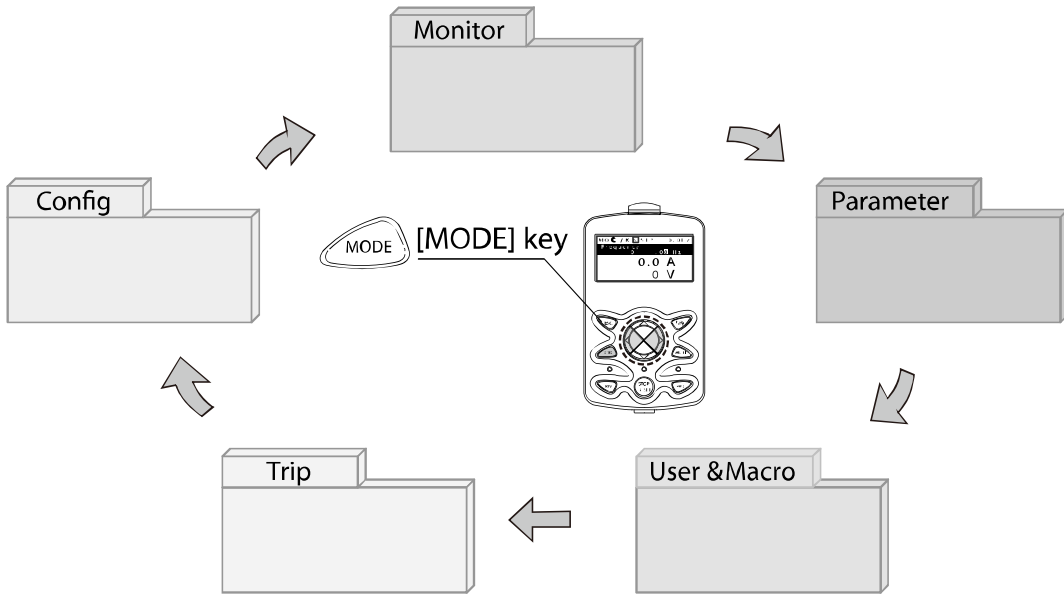 Monitor
Config
Parameter
MODE
[MODE] key
0.0 A
0 V
Trip
User &Macro